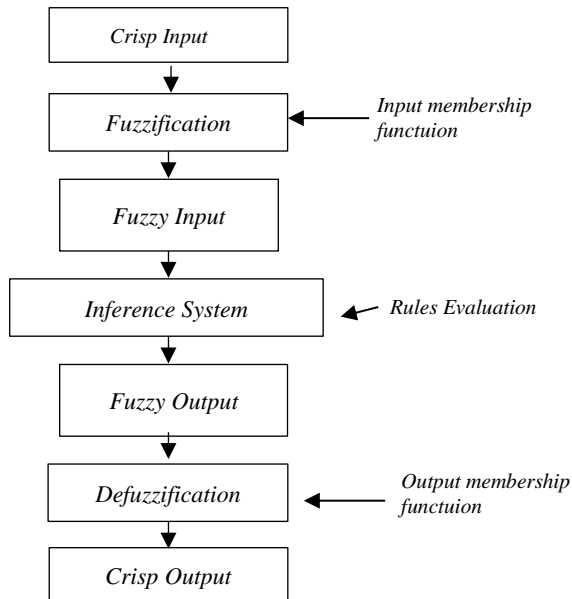 Crisp Input
Fuzzification
Input membership
functuion
Fuzzy Input
Inference System
Rules Evaluation
Fuzzy Output
Defuzzification
Output membership
functuion
Crisp Output